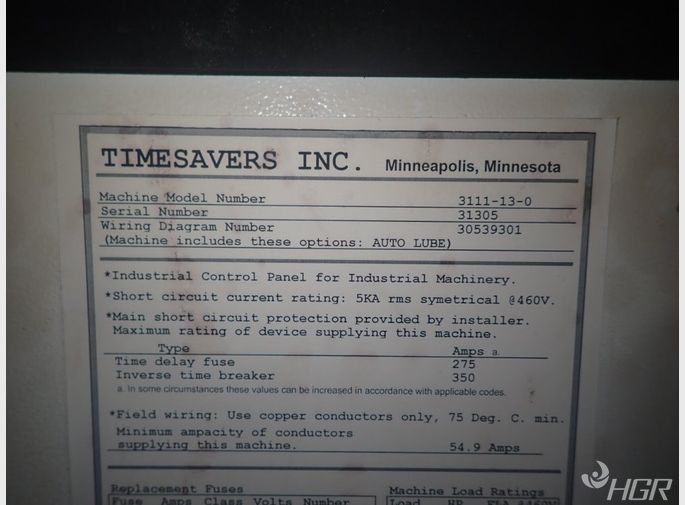 TIMESAVERS INC. Minneapolis, Minnesota
Machine Model Number 3111-13-0
Serial Number 31305
Wiring Diagram Number 30539301
(Machine includes these options: AUTO LUBE)
*Industrial Control Panel for Industrial Machinery.
*Short circuit current rating: 5KA rms symetrical @460V.
*Main short circuit protection provided by installer.
Maximum rating of device supplying this machine.
Type Amps a.
Time delay fuse 275
Inverse time breaker 350
a. In some circumstances these values can be increased in accordance with applicable codes.
*Field wiring: Use copper conductors only, 75 Deg. C. min.
Minimum ampacity of conductors
supplying this machine. 54.9 Amps
Replacement Fuses Machine Load Ratings
Fuse Amps Class Volts Number Load HP FLA @460V
HGR